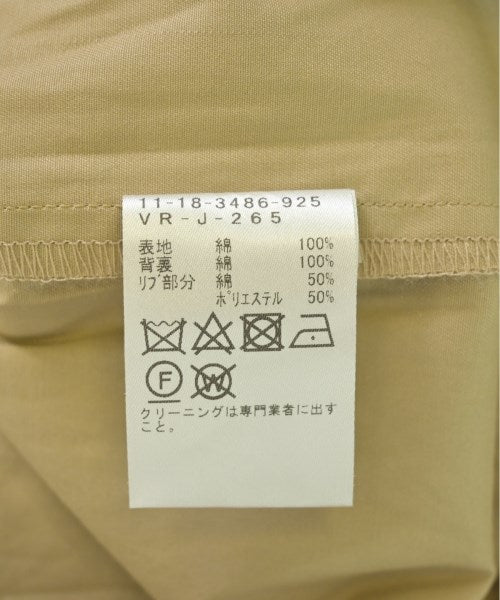 11-18-3486-925
VR-J-265
表地 綿 100%
背裏 綿 100%
ﾘﾌﾞ部分 綿 50%
ﾎﾟﾘｴｽﾃﾙ 50%
F W
クリーニングは専門業者に出す
こと。